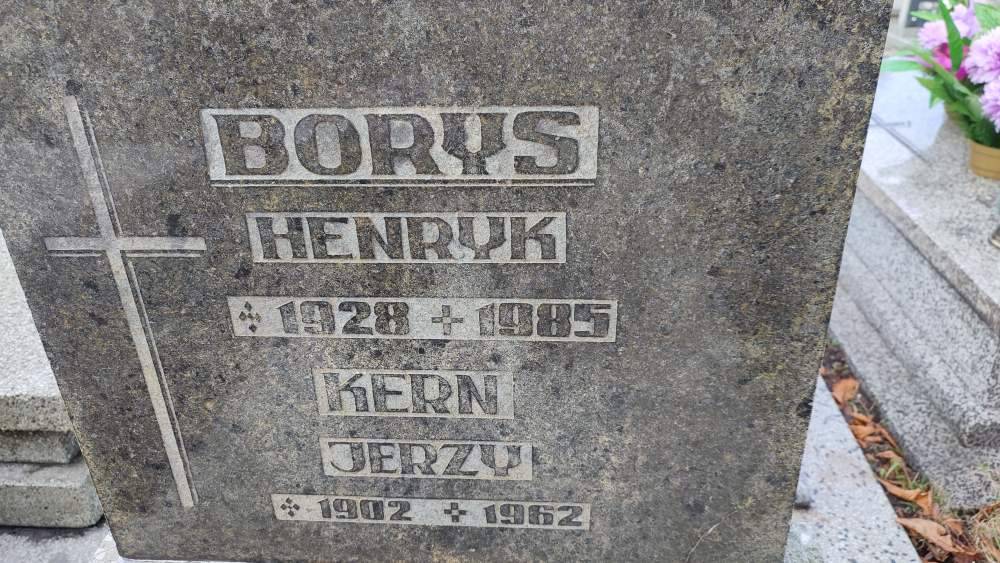 BORYS
HENRYK
* 1928 + 1985
KERN
JERZY
* 1902 + 1962